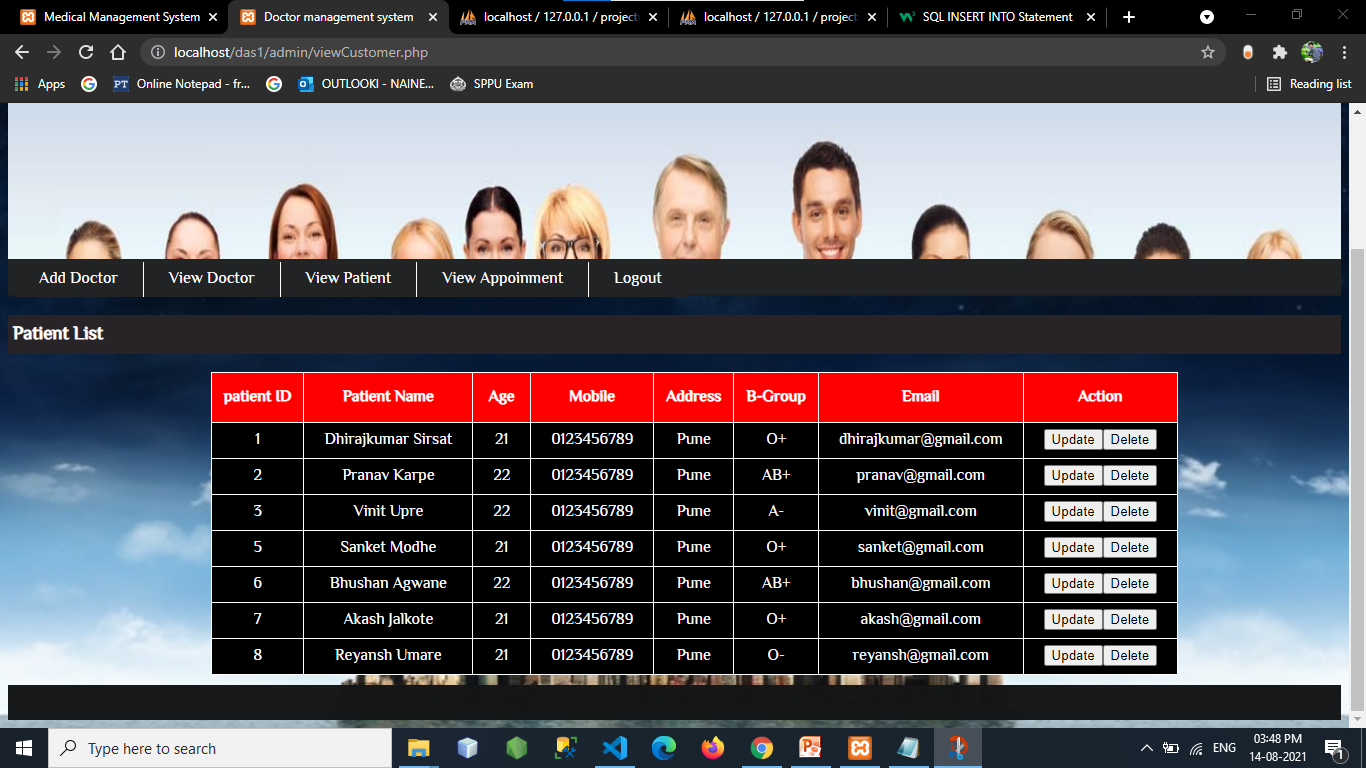 Medical Management System
Doctor management system
localhost / 127.0.0.1 / project
localhost / 127.0.0.1 / project
SQL INSERT INTO Statement
localhost/das1/admin/viewCustomer.php
Apps
PT Online Notepad - fr...
OUTLOOKI - NAINE...
SPPU Exam
Reading list
Add Doctor View Doctor View Patient View Appoinment Logout
Patient List
patient ID Patient Name Age Mobile Address B-Group Email Action
1 Dhirajkumar Sirsat 21 0123456789 Pune O+ dhirajkumar@gmail.com Update Delete
2 Pranav Karpe 22 0123456789 Pune AB+ pranav@gmail.com Update Delete
3 Vinit Upre 22 0123456789 Pune A- vinit@gmail.com Update Delete
5 Sanket Modhe 21 0123456789 Pune O+ sanket@gmail.com Update Delete
6 Bhushan Agwane 22 0123456789 Pune AB+ bhushan@gmail.com Update Delete
7 Akash Jalkote 21 0123456789 Pune O+ akash@gmail.com Update Delete
8 Reyansh Umare 21 0123456789 Pune O- reyansh@gmail.com Update Delete
Type here to search
ENG
03:48 PM
14-08-2021
1